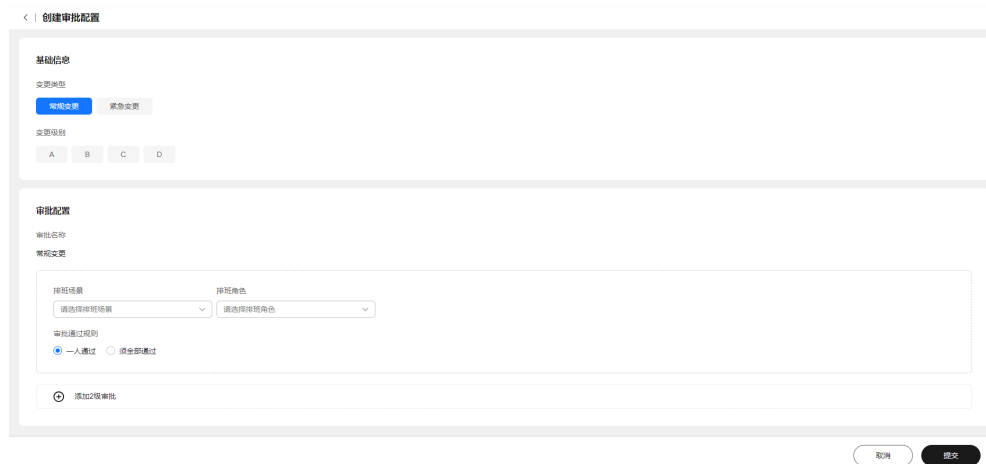 创建审批配置
基础信息
变更类型
常规变更 紧急变更
变更级别
A B C D
审批配置
审批名称
常规变更
排班场景 排班角色
请选择排班场景 请选择排班角色
审批通过规则
一人通过 须全部通过
添加2级审批
取消 提交